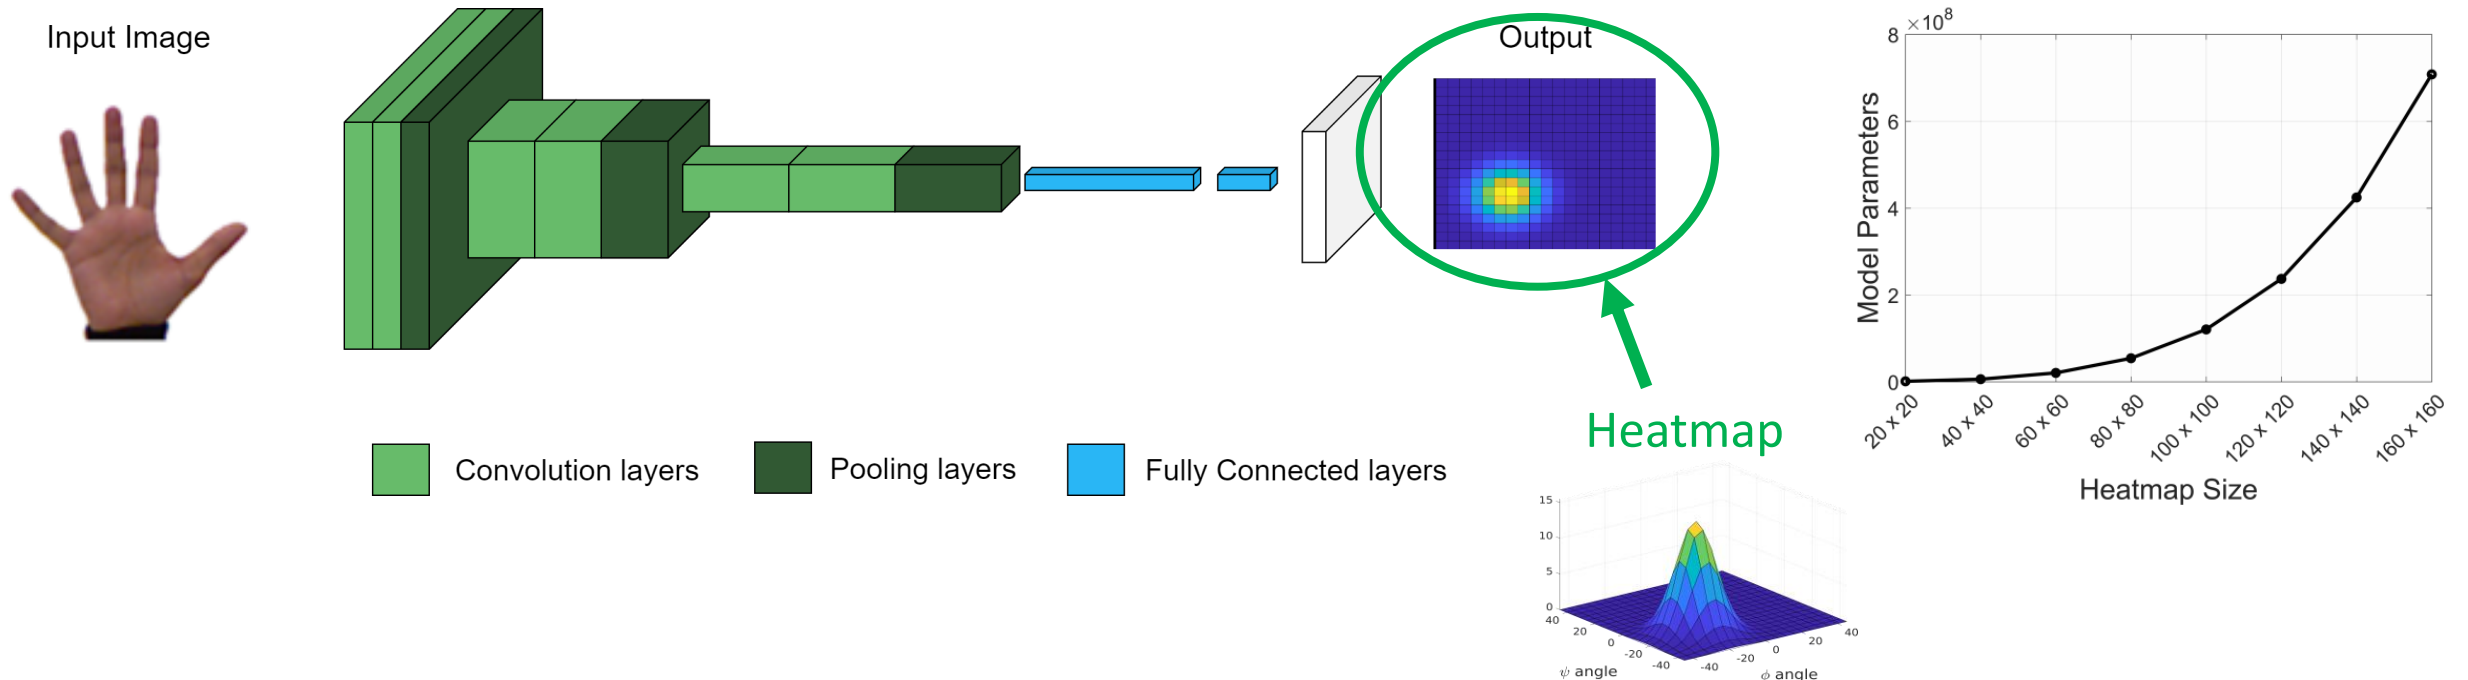 Input Image
Output
Convolution layers
Pooling layers
Fully Connected layers
Heatmap
15
10
5
0
40
20
0
-20
-40
ψ angle
-40
-20
0
20
40
ϕ angle
×10⁸
8
6
4
2
0
Model Parameters
20 x 20
40 x 40
60 x 60
80 x 80
100 x 100
120 x 120
140 x 140
160 x 160
Heatmap Size